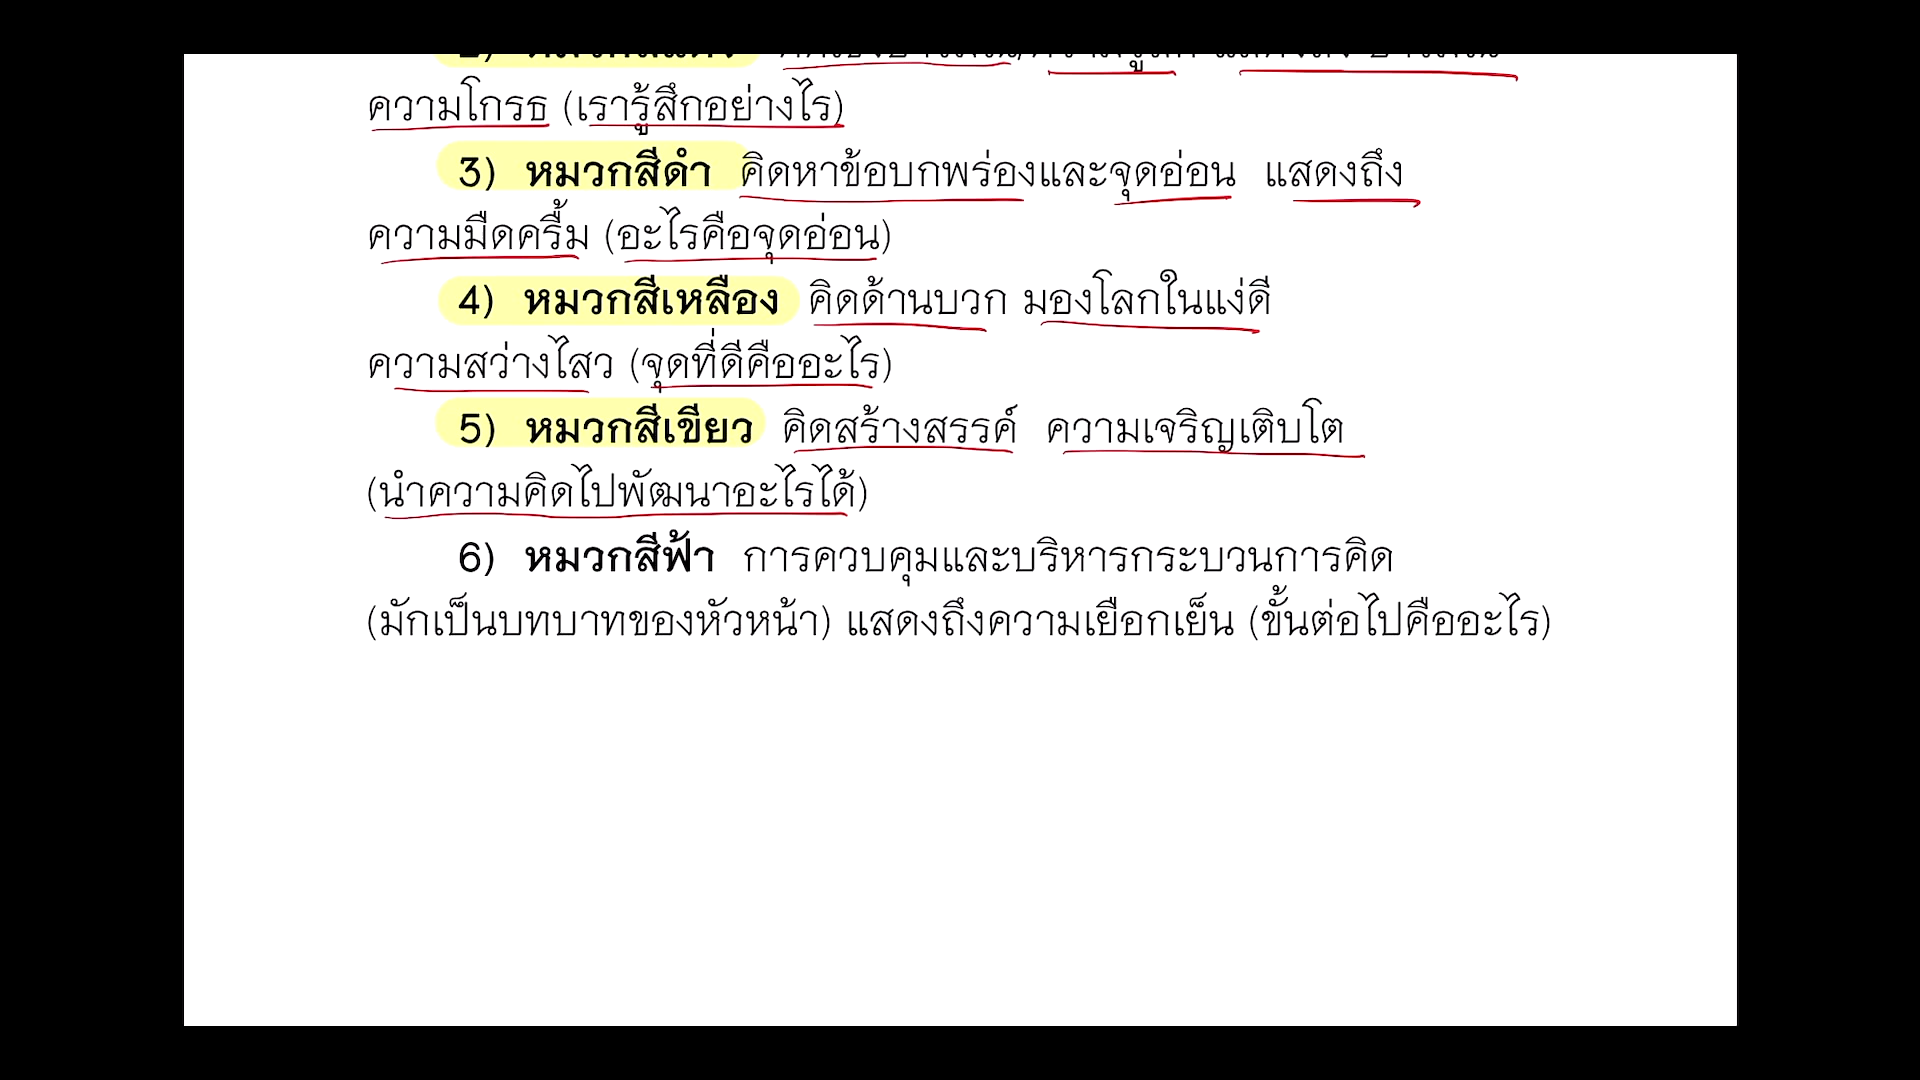 ความโกรธ (เรารู้สึกอย่างไร)
3) หมวกสีดำ คิดหาข้อบกพร่องและจุดอ่อน แสดงถึง
ความมืดครื้ม (อะไรคือจุดอ่อน)
4) หมวกสีเหลือง คิดด้านบวก มองโลกในแง่ดี
ความสว่างไสว (จุดที่ดีคืออะไร)
5) หมวกสีเขียว คิดสร้างสรรค์ ความเจริญเติบโต
(นำความคิดไปพัฒนาอะไรได้)
6) หมวกสีฟ้า การควบคุมและบริหารกระบวนการคิด
(มักเป็นบทบาทของหัวหน้า) แสดงถึงความเยือกเย็น (ขั้นต่อไปคืออะไร)